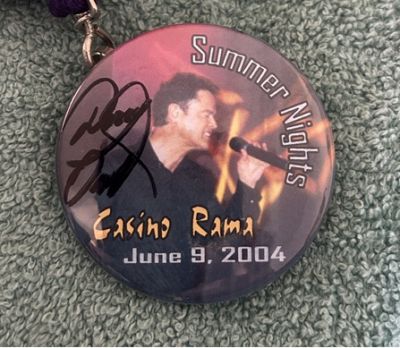 Summer Nights
Casino Rama
June 9, 2004